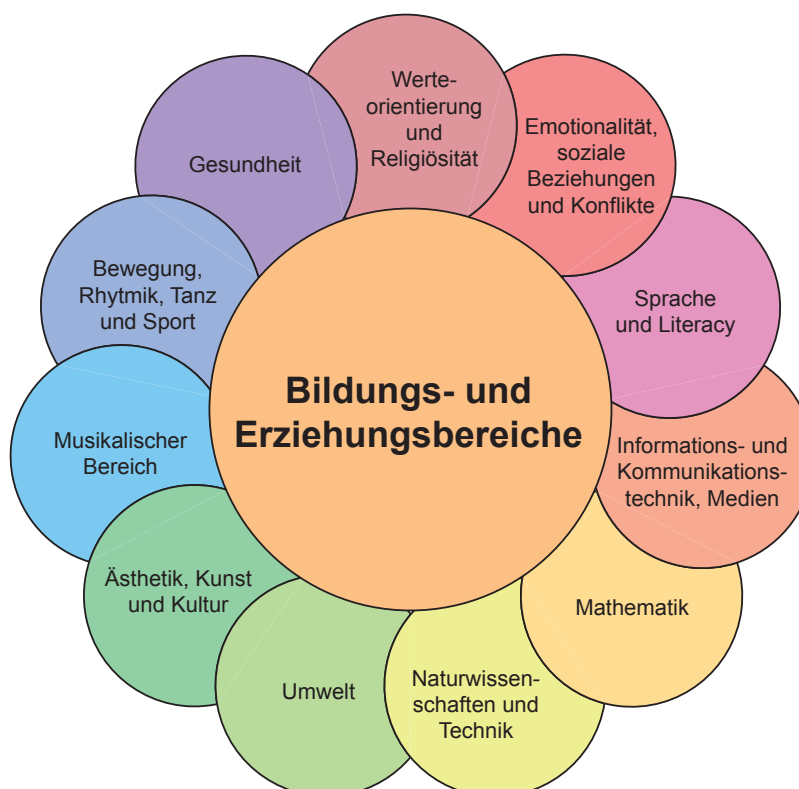 Werte-
orientierung
und
Religiösität
Emotionalität,
soziale
Beziehungen
und Konflikte
Sprache
und Literacy
Informations- und
Kommunikations-
technik, Medien
Mathematik
Naturwissen-
schaften und
Technik
Umwelt
Ästhetik, Kunst
und Kultur
Musikalischer
Bereich
Bewegung,
Rhytmik, Tanz
und Sport
Gesundheit
Bildungs- und
Erziehungsbereiche